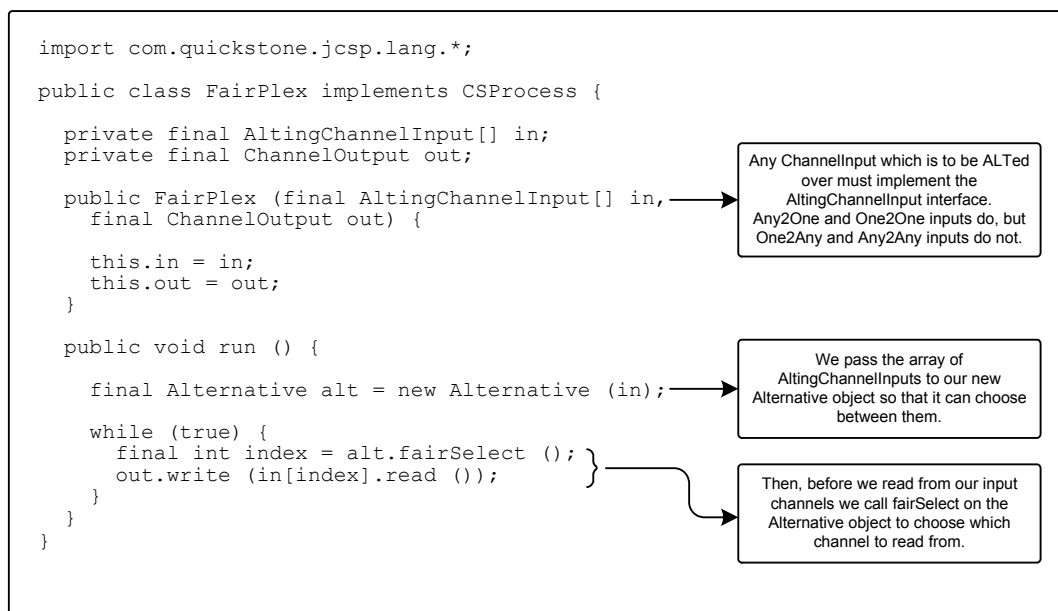 import com.quickstone.jcsp.lang.*;
public class FairPlex implements CSProcess {
private final AltingChannelInput[] in;
private final ChannelOutput out;
public FairPlex (final AltingChannelInput[] in,
final ChannelOutput out) {
this.in = in;
this.out = out;
}
public void run () {
final Alternative alt = new Alternative (in);
while (true) {
final int index = alt.fairSelect ();
out.write (in[index].read ());
}
}
}
Any ChannelInput which is to be ALTed
over must implement the
AltingChannelInput interface.
Any2One and One2One inputs do, but
One2Any and Any2Any inputs do not.
We pass the array of
AltingChannelInputs to our new
Alternative object so that it can choose
between them.
Then, before we read from our input
channels we call fairSelect on the
Alternative object to choose which
channel to read from.